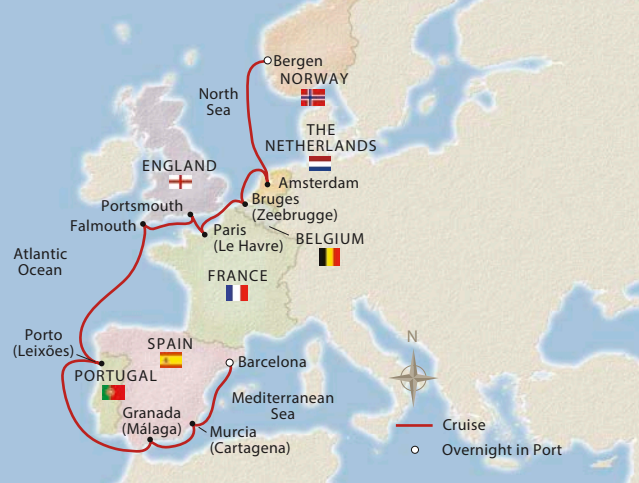 Bergen
NORWAY
North
Sea
THE
NETHERLANDS
ENGLAND
Amsterdam
Bruges
(Zeebrugge)
Portsmouth
Falmouth
Paris
(Le Havre)
BELGIUM
Atlantic
Ocean
FRANCE
Porto
(Leixões)
SPAIN
N
Barcelona
PORTUGAL
Mediterranean
Sea
Granada
(Málaga)
Murcia
(Cartagena)
Cruise
Overnight in Port